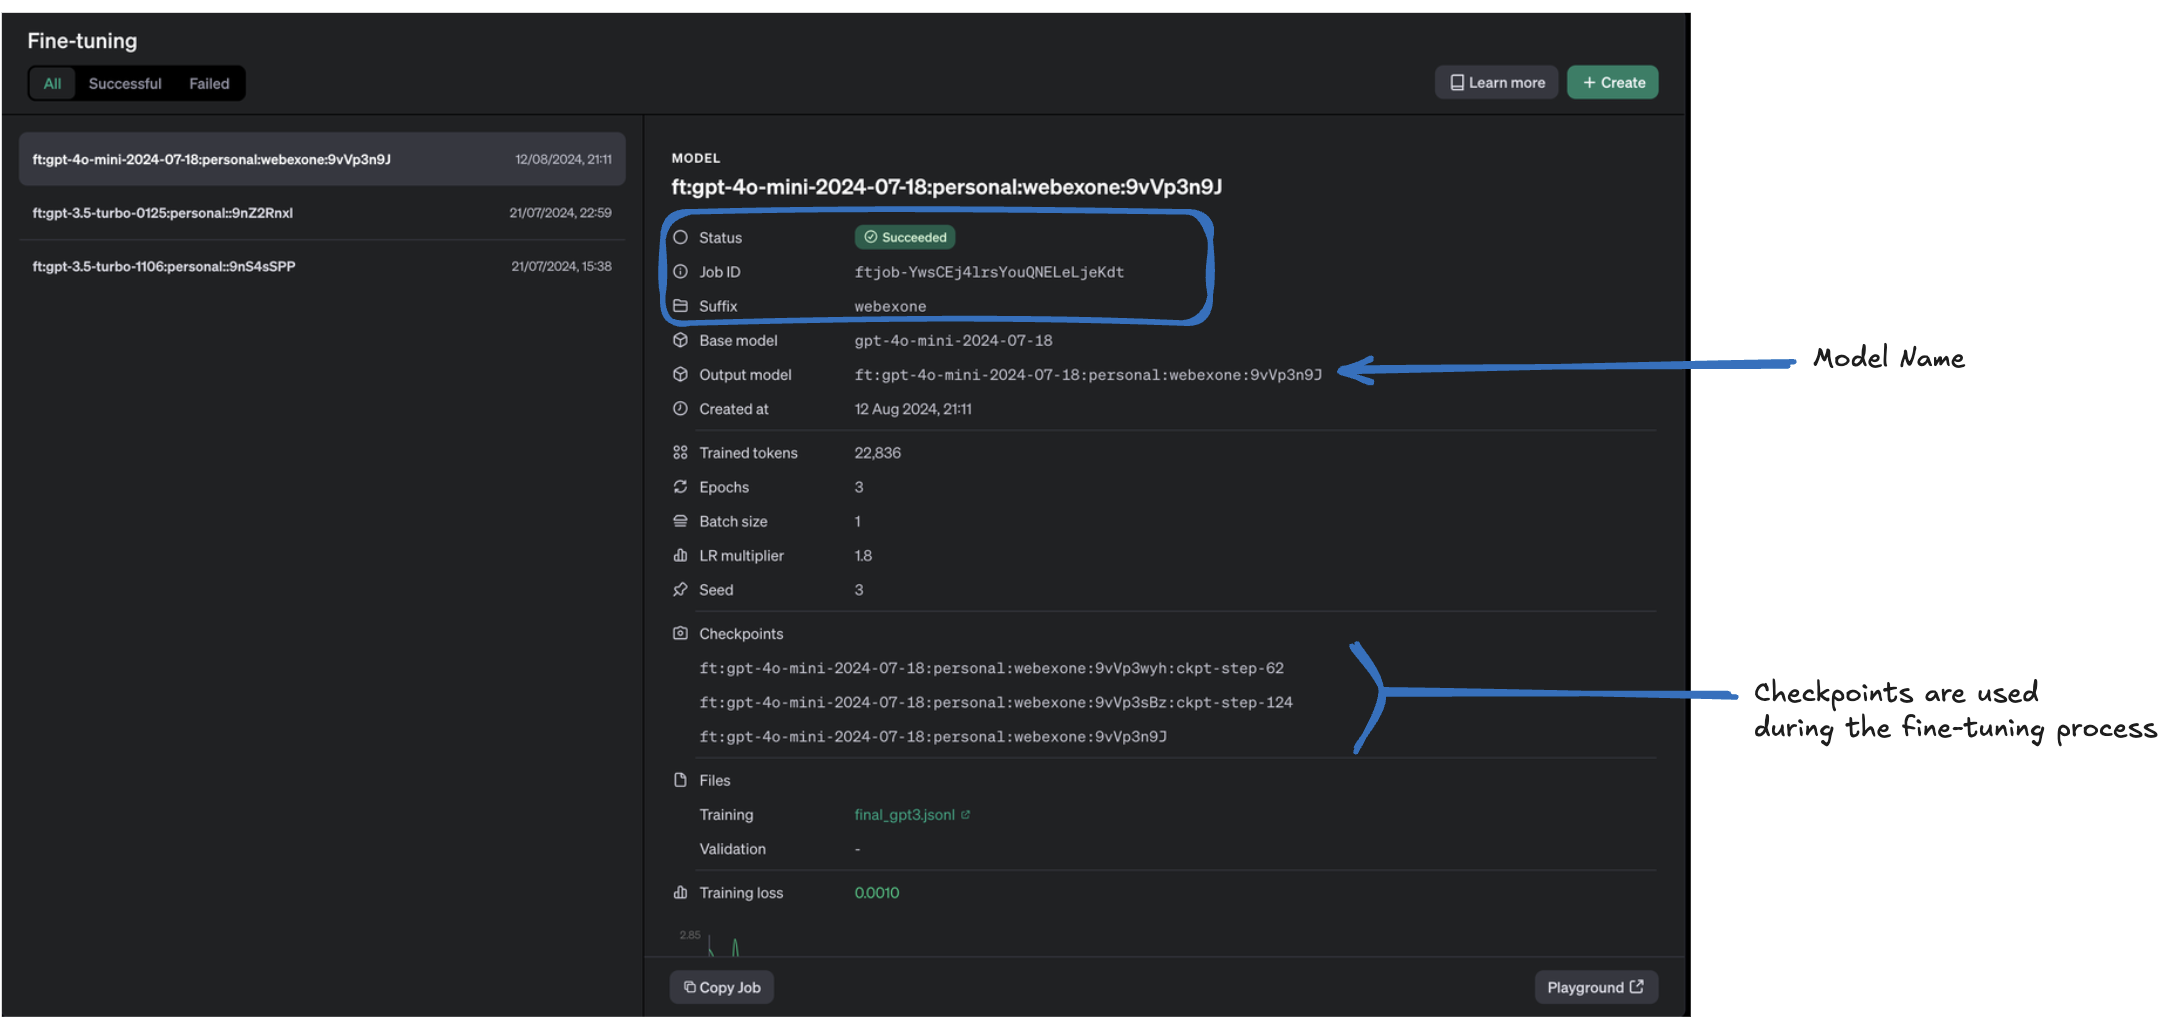 Fine-tuning
All Successful Failed
Learn more
+ Create
ft:gpt-4o-mini-2024-07-18:personal:webexone:9vVp3n9J 12/08/2024, 21:11
ft:gpt-3.5-turbo-0125:personal::9nZ2Rnxl 21/07/2024, 22:59
ft:gpt-3.5-turbo-1106:personal::9nS4sSPP 21/07/2024, 15:38
MODEL
ft:gpt-4o-mini-2024-07-18:personal:webexone:9vVp3n9J
Status Succeeded
Job ID ftjob-YwsCEj4lrsYouQNELeLjeKdt
Suffix webexone
Base model gpt-4o-mini-2024-07-18
Output model ft:gpt-4o-mini-2024-07-18:personal:webexone:9vVp3n9J
Model Name
Created at 12 Aug 2024, 21:11
Trained tokens 22,836
Epochs 3
Batch size 1
LR multiplier 1.8
Seed 3
Checkpoints
ft:gpt-4o-mini-2024-07-18:personal:webexone:9vVp3wyh:ckpt-step-62
ft:gpt-4o-mini-2024-07-18:personal:webexone:9vVp3sBz:ckpt-step-124
ft:gpt-4o-mini-2024-07-18:personal:webexone:9vVp3n9J
Checkpoints are used
during the fine-tuning process
Files
Training final_gpt3.jsonl
Validation -
Training loss 0.0010
2.85
Copy Job
Playground